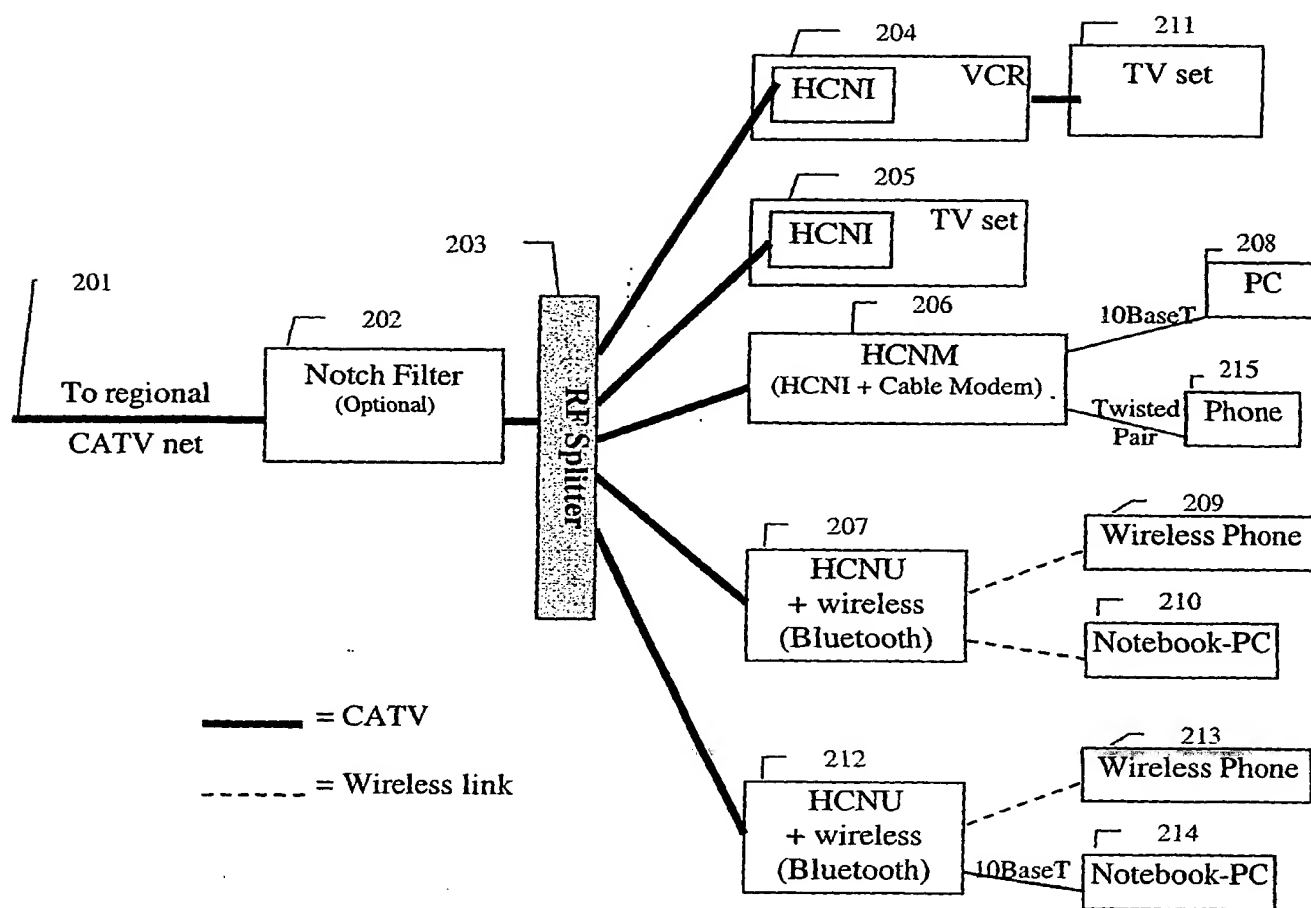 204
211
HCNI
VCR
TV set
205
HCNI
TV set
203
208
201
PC
202
206
10BaseT
Notch Filter
(Optional)
HCNM
(HCNI + Cable Modem)
215
To regional
CATV net
Twisted
Pair
Phone
RF Splitter
209
207
Wireless Phone
HCNU
+ wireless
(Bluetooth)
210
Notebook-PC
= CATV
213
212
Wireless Phone
= Wireless link
HCNU
+ wireless
(Bluetooth)
214
10BaseT
Notebook-PC